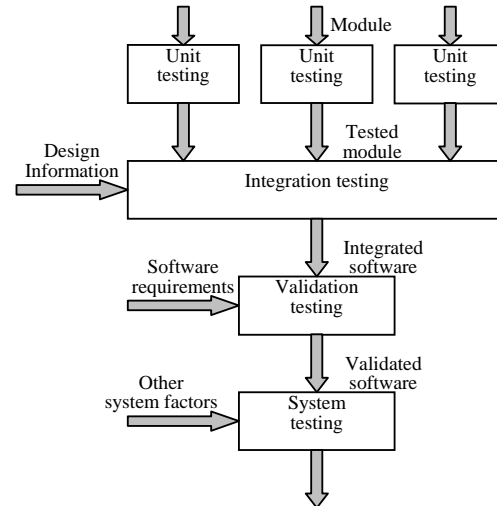 Module
Unit
testing
Unit
testing
Unit
testing
Tested
module
Design
Information
Integration testing
Integrated
software
Software
requirements
Validation
testing
Validated
software
Other
system factors
System
testing